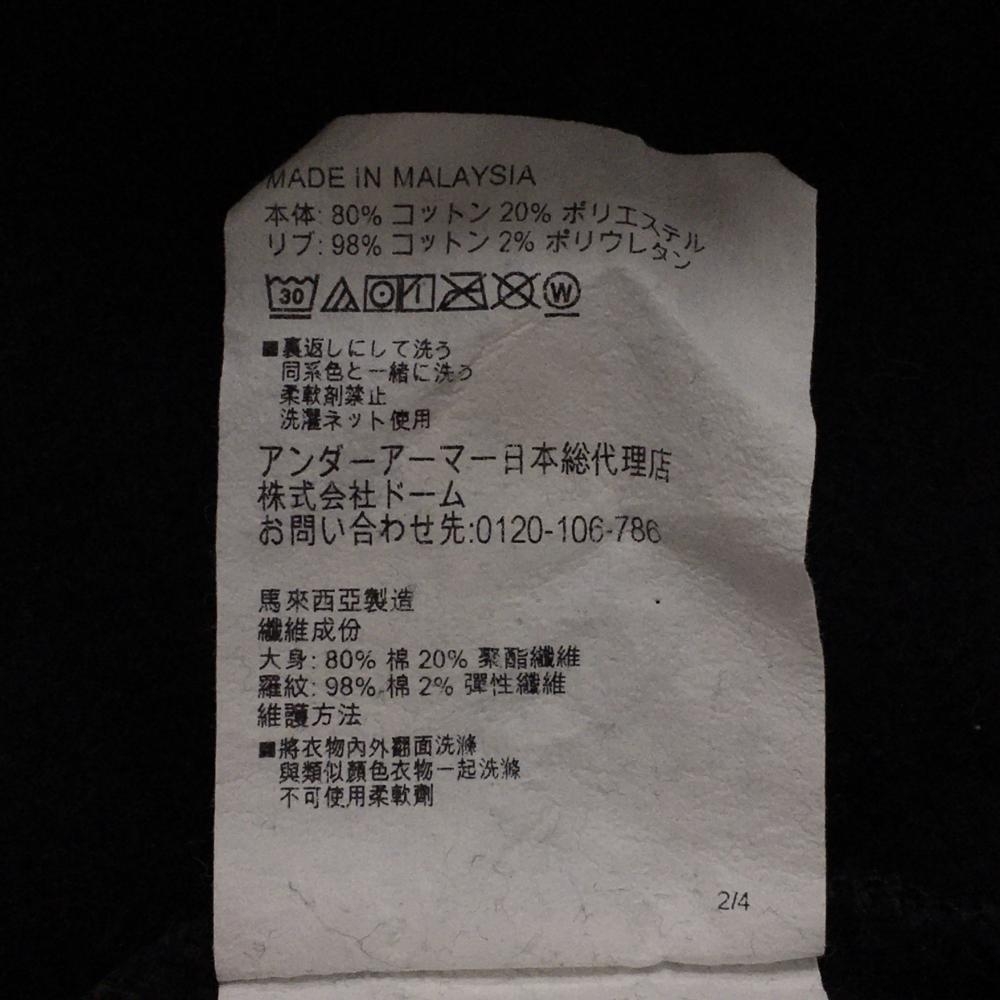 MADE IN MALAYSIA
本体: 80% コットン 20% ポリエステル
リブ: 98% コットン 2% ポリウレタン
30 W
■裏返しにして洗う
同系色と一緒に洗う
柔軟剤禁止
洗濯ネット使用
アンダーアーマー日本総代理店
株式会社ドーム
お問い合わせ先:0120-106-786
馬來西亞製造
纖維成份
大身: 80% 棉 20% 聚酯纖維
羅紋: 98% 棉 2% 彈性纖維
維護方法
■將衣物內外翻面洗滌
與類似顏色衣物一起洗滌
不可使用柔軟劑
2/4